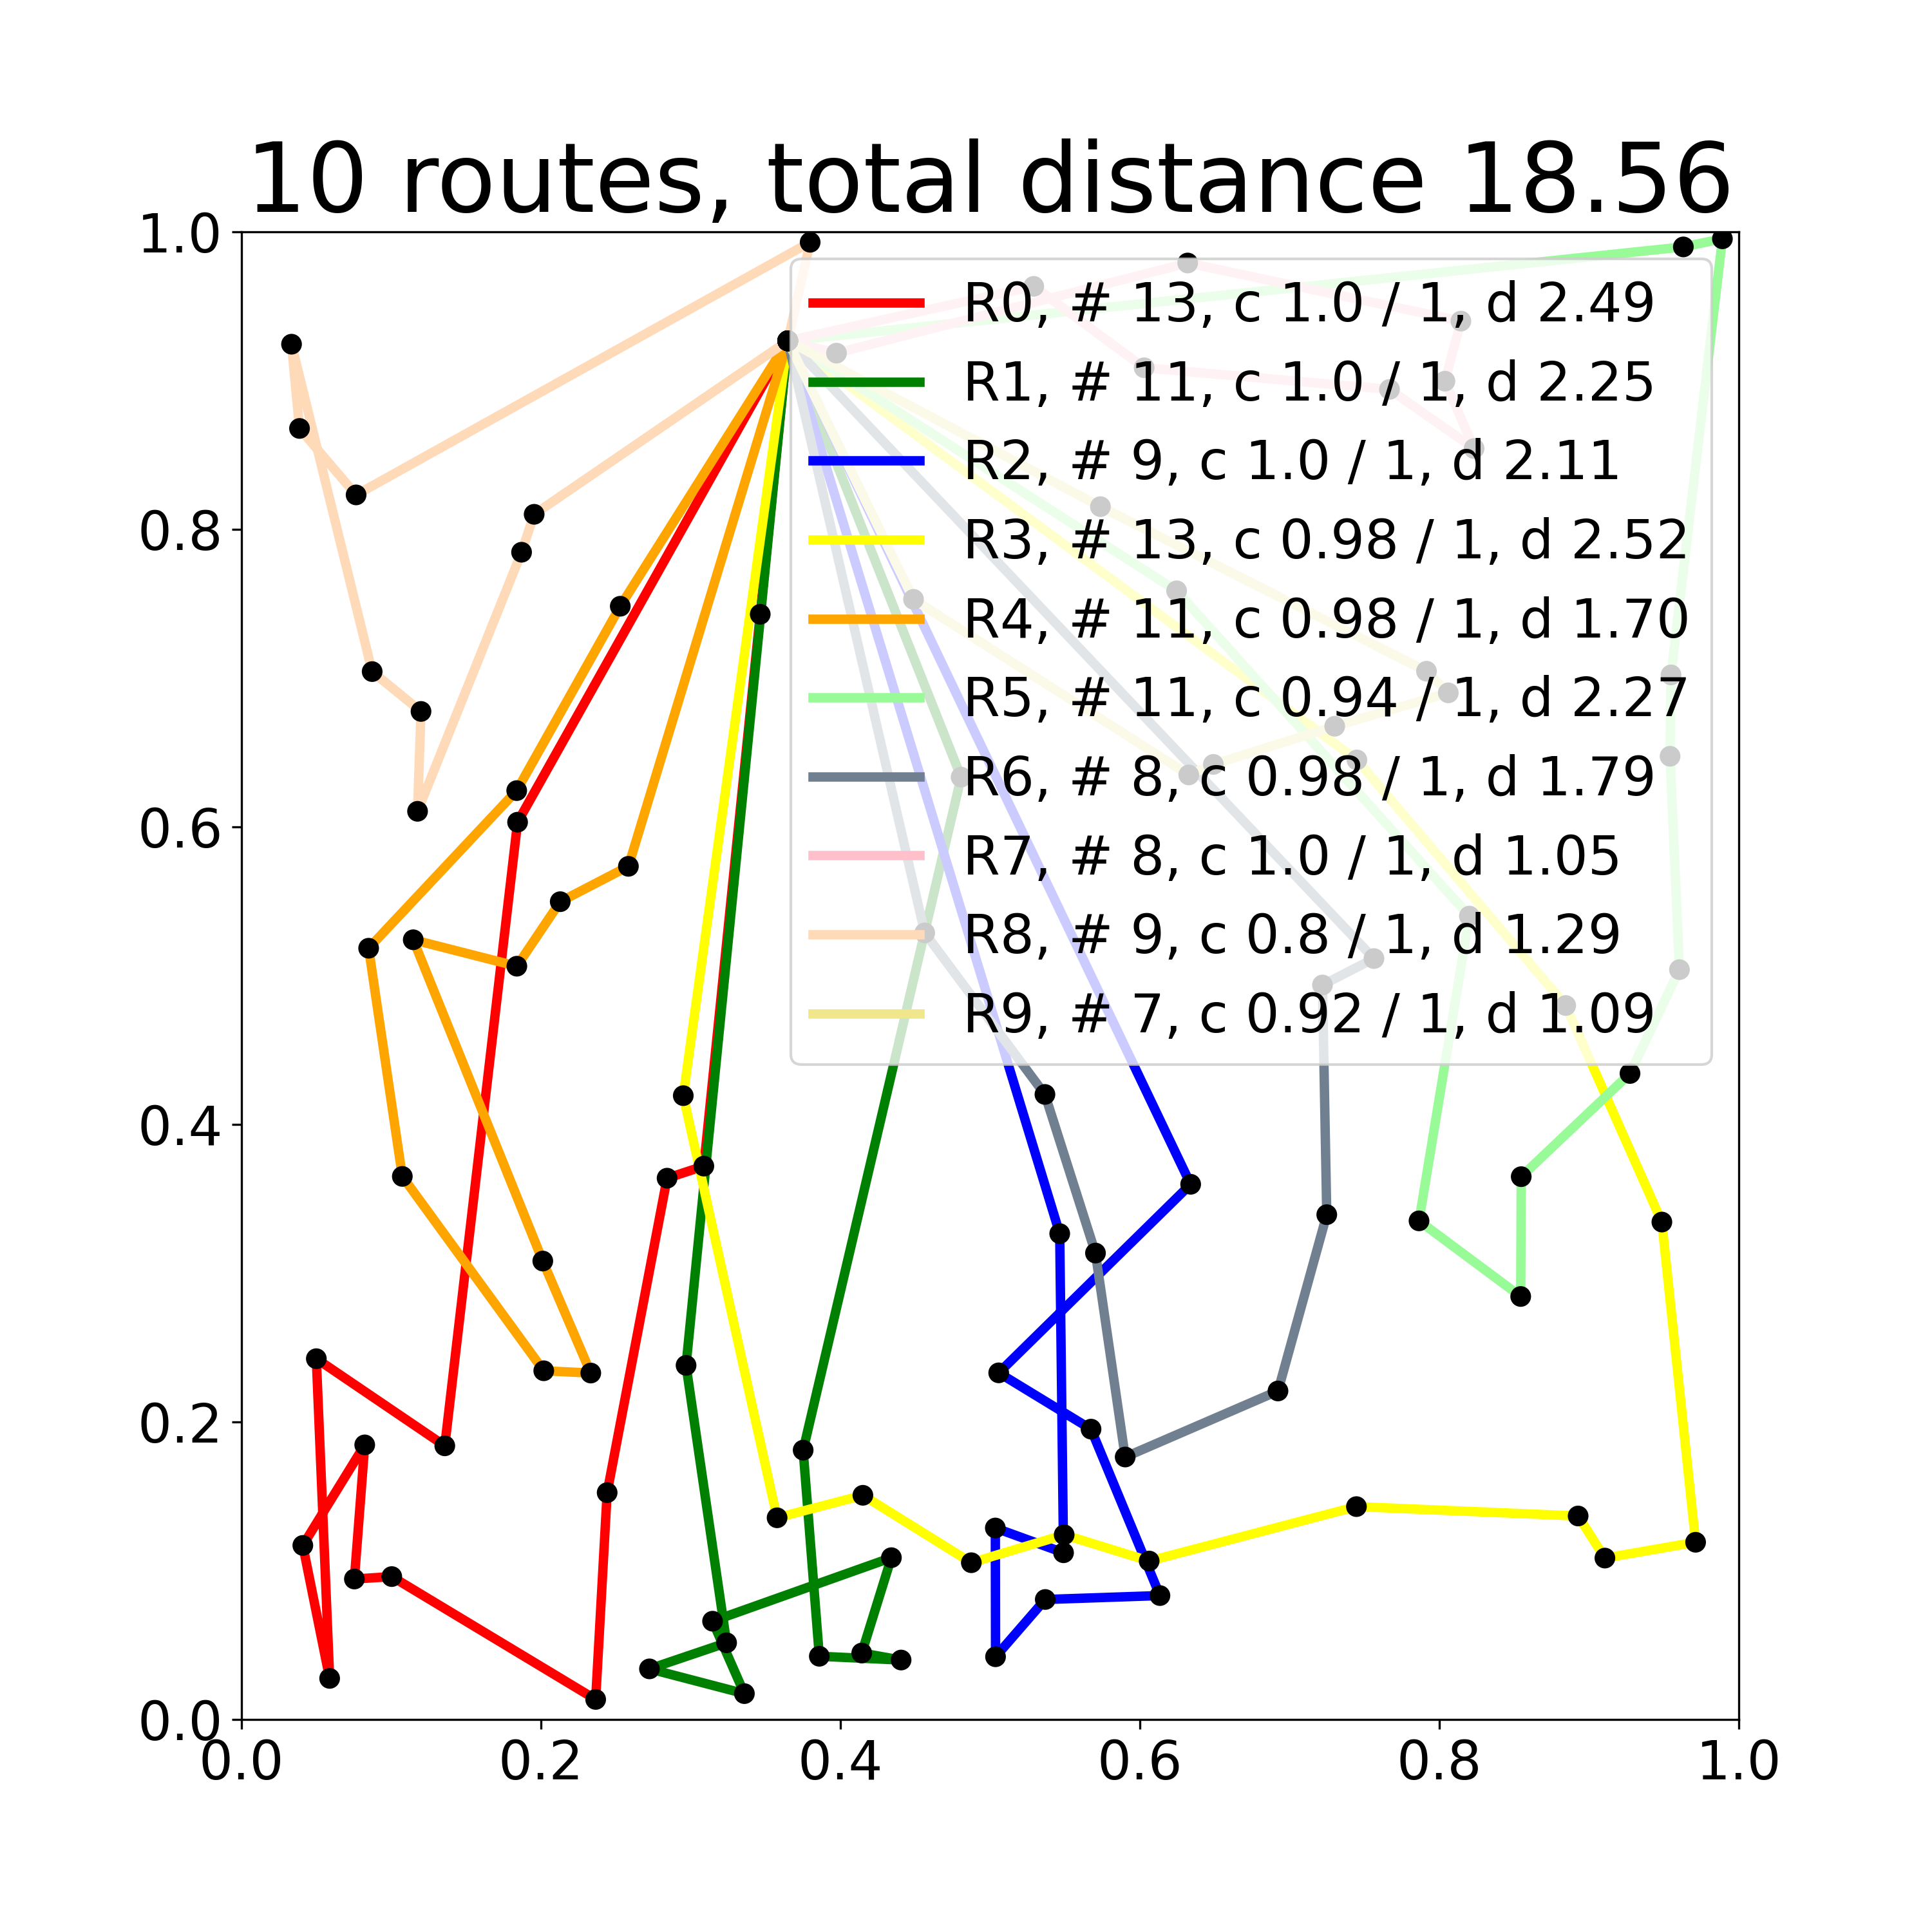 10 routes, total distance 18.56
1.0
0.8
0.6
0.4
0.2
0.0
0.0 0.2 0.4 0.6 0.8 1.0
R0, # 13, c 1.0 / 1, d 2.49
R1, # 11, c 1.0 / 1, d 2.25
R2, # 9, c 1.0 / 1, d 2.11
R3, # 13, c 0.98 / 1, d 2.52
R4, # 11, c 0.98 / 1, d 1.70
R5, # 11, c 0.94 / 1, d 2.27
R6, # 8, c 0.98 / 1, d 1.79
R7, # 8, c 1.0 / 1, d 1.05
R8, # 9, c 0.8 / 1, d 1.29
R9, # 7, c 0.92 / 1, d 1.09